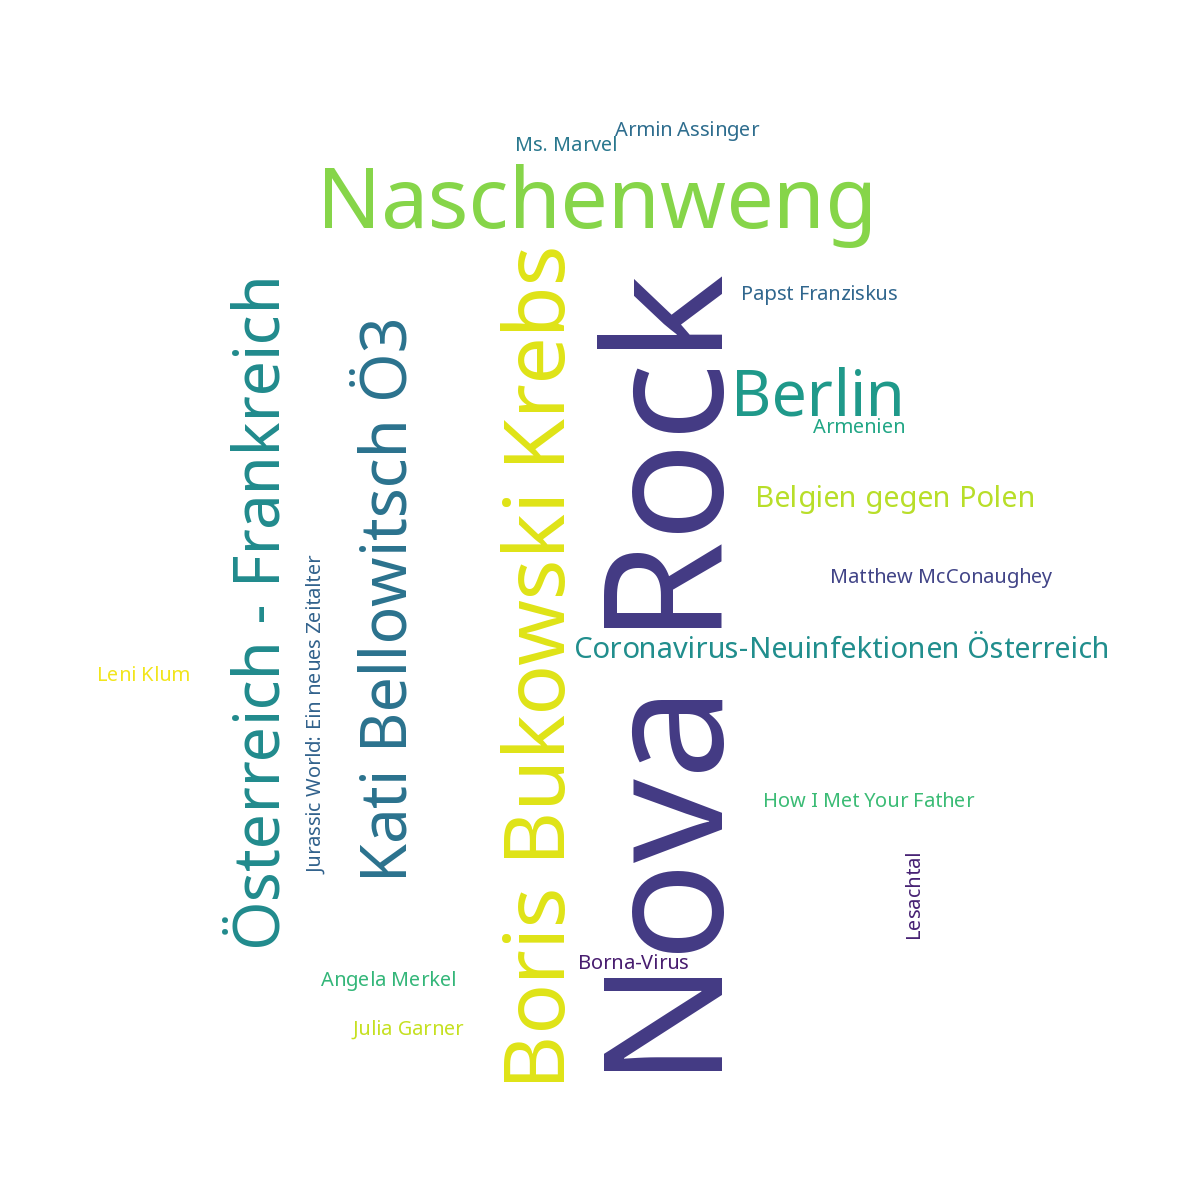 Armin Assinger
Ms. Marvel
Naschenweng
Österreich - Frankreich
Jurassic World: Ein neues Zeitalter
Kati Bellowitsch Ö3
Boris Bukowski Krebs
Nova Rock
Papst Franziskus
Berlin
Armenien
Belgien gegen Polen
Matthew McConaughey
Coronavirus-Neuinfektionen Österreich
Leni Klum
How I Met Your Father
Lesachtal
Borna-Virus
Angela Merkel
Julia Garner